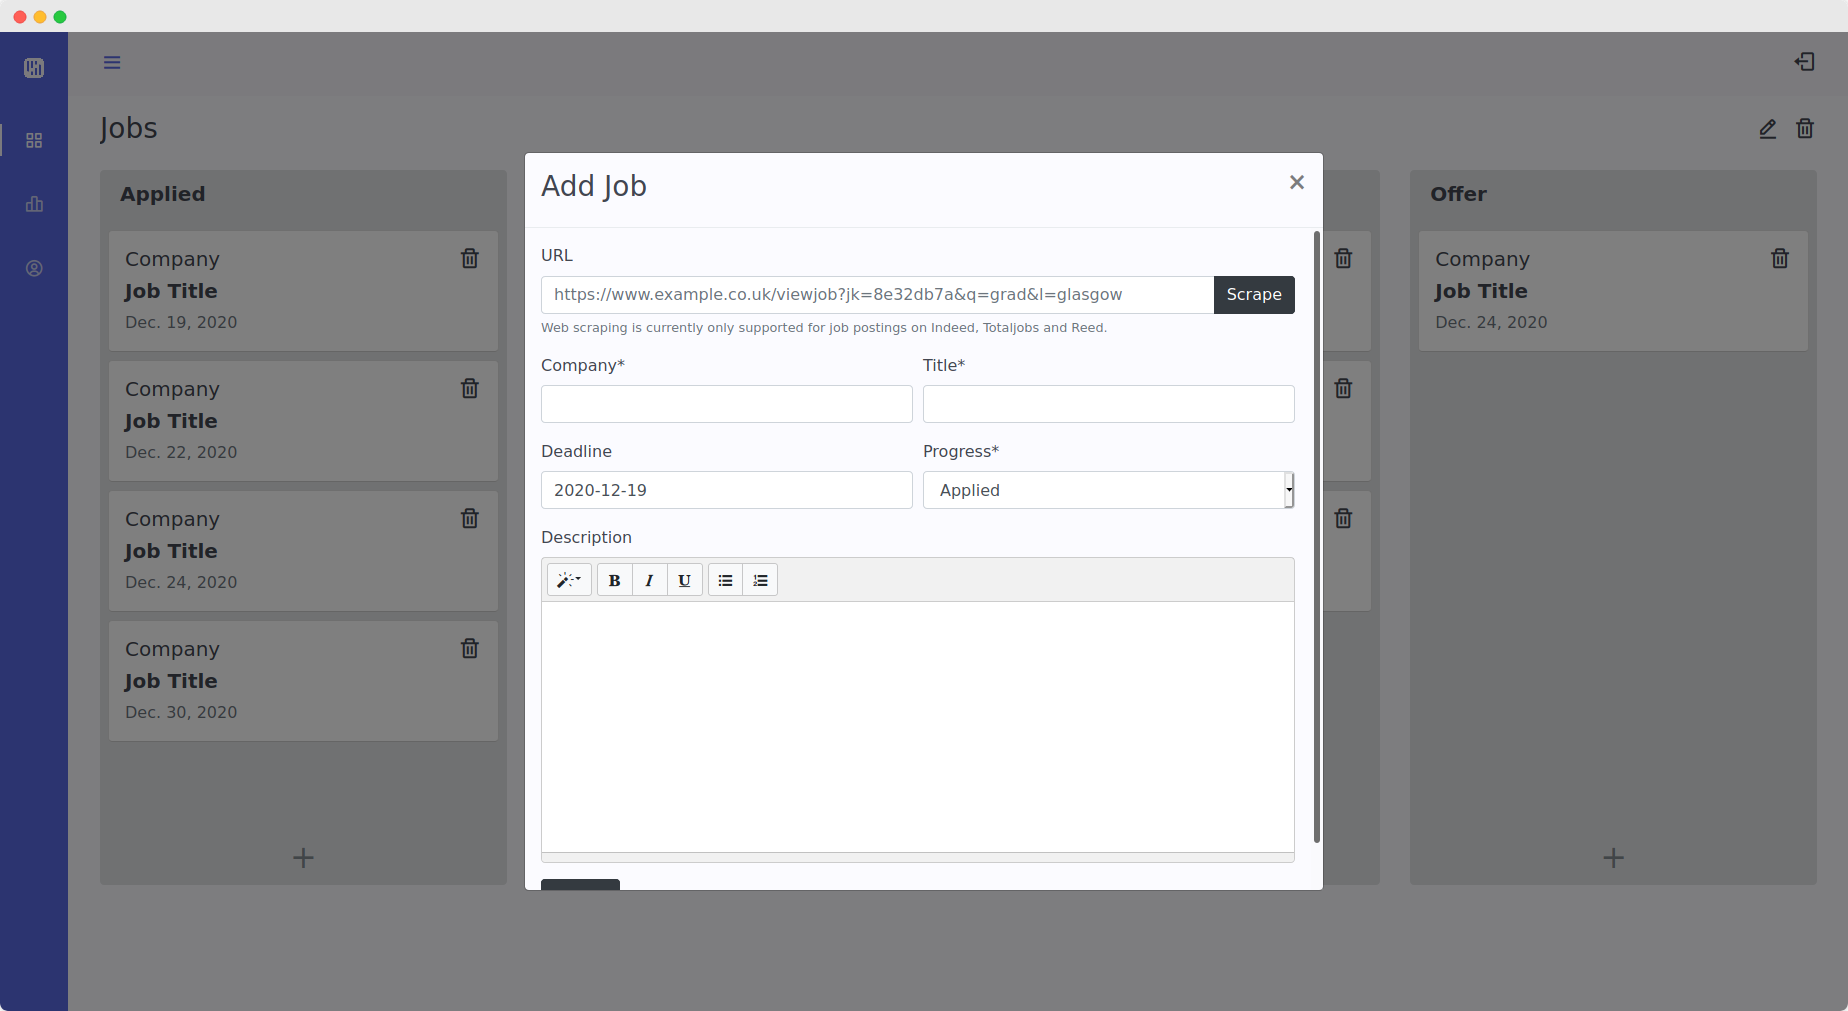 Jobs
Applied
Company
Job Title
Dec. 19, 2020
Company
Job Title
Dec. 22, 2020
Company
Job Title
Dec. 24, 2020
Company
Job Title
Dec. 30, 2020
+
Add Job
×
URL
https://www.example.co.uk/viewjob?jk=8e32db7a&q=grad&l=glasgow
Scrape
Web scraping is currently only supported for job postings on Indeed, Totaljobs and Reed.
Company*
Title*
Deadline
Progress*
2020-12-19
Applied
Description
B I U
Offer
Company
Job Title
Dec. 24, 2020
+